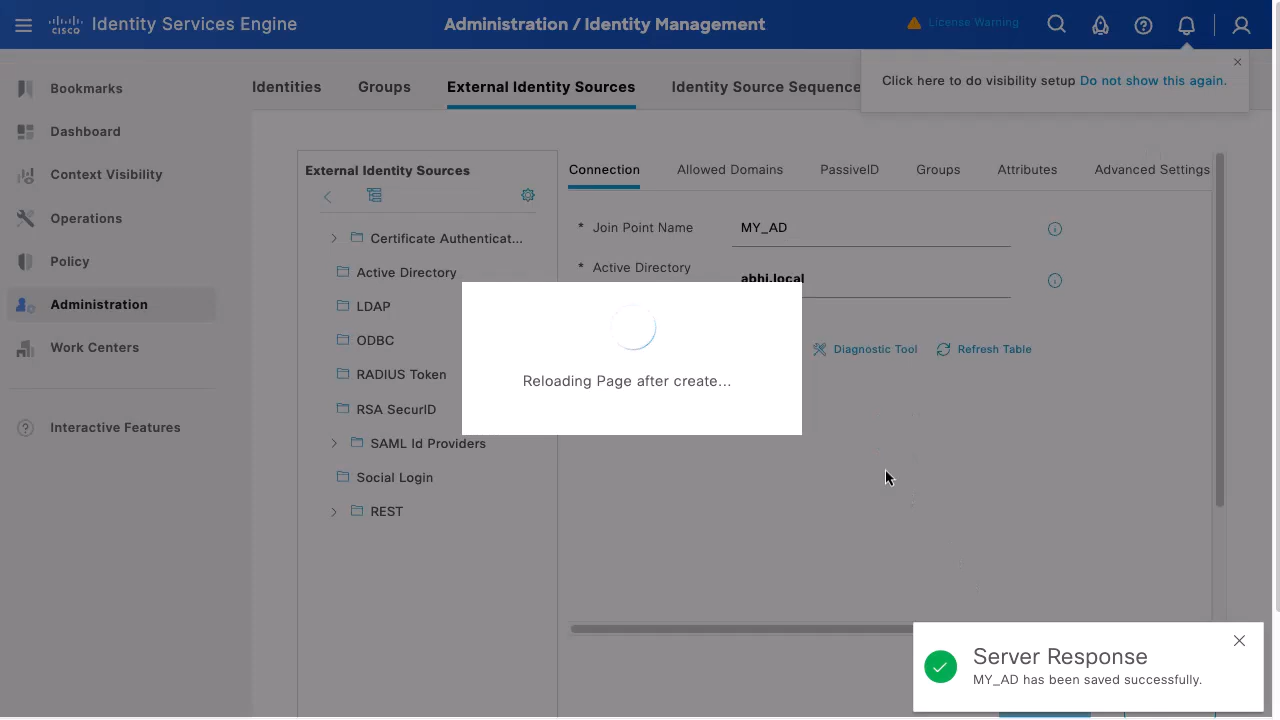 cisco Identity Services Engine
Administration / Identity Management
License Warning
Click here to do visibility setup Do not show this again.
Bookmarks
Dashboard
Context Visibility
Operations
Policy
Administration
Work Centers
Interactive Features
Identities Groups External Identity Sources Identity Source Sequence
External Identity Sources
Certificate Authenticat...
Active Directory
LDAP
ODBC
RADIUS Token
RSA SecurID
SAML Id Providers
Social Login
REST
Connection Allowed Domains PassiveID Groups Attributes Advanced Settings
* Join Point Name MY_AD
* Active Directory
abhi.local
Diagnostic Tool Refresh Table
Reloading Page after create...
Server Response
MY_AD has been saved successfully.